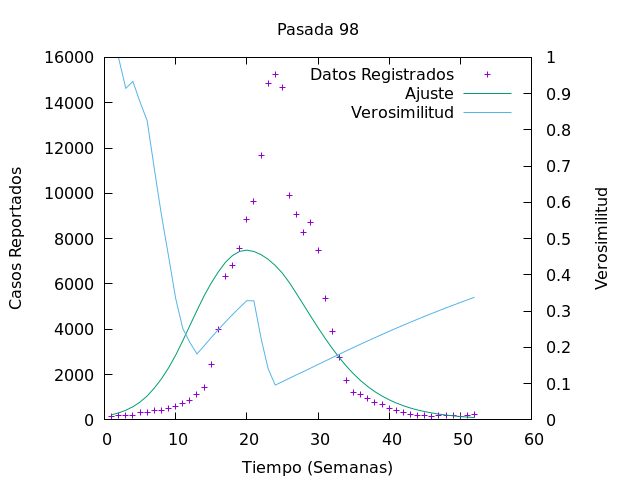 Pasada 98
16000
14000
12000
10000
8000
6000
4000
2000
0
1
0.9
0.8
0.7
0.6
0.5
0.4
0.3
0.2
0.1
0
0 10 20 30 40 50 60
Datos Registrados
Ajuste
Verosimilitud
Casos Reportados
Verosimilitud
Tiempo (Semanas)